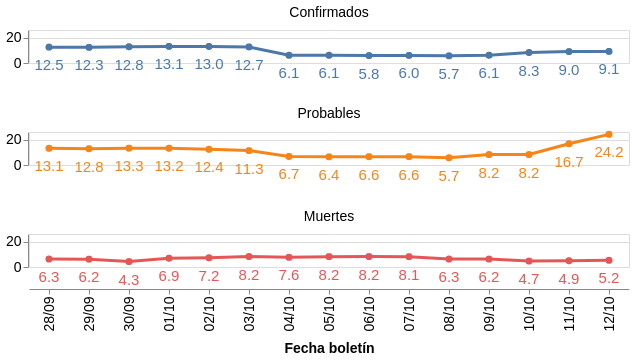 Confirmados
20
0
12.5 12.3 12.8 13.1 13.0 12.7 6.1 6.1 5.8 6.0 5.7 6.1 8.3 9.0 9.1
Probables
20
0
13.1 12.8 13.3 13.2 12.4 11.3 6.7 6.4 6.6 6.6 5.7 8.2 8.2 16.7 24.2
Muertes
20
0
6.3 6.2 4.3 6.9 7.2 8.2 7.6 8.2 8.2 8.1 6.3 6.2 4.7 4.9 5.2
28/09 29/09 30/09 01/10 02/10 03/10 04/10 05/10 06/10 07/10 08/10 09/10 10/10 11/10 12/10
Fecha boletín